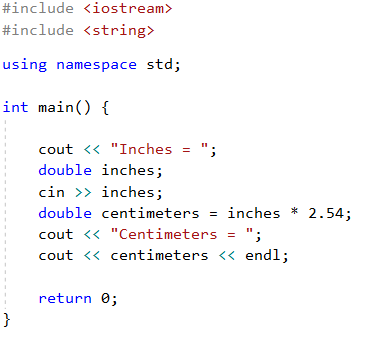 #include <iostream>
#include <string>
using namespace std;
int main() {
cout << "Inches = ";
double inches;
cin >> inches;
double centimeters = inches * 2.54;
cout << "Centimeters = ";
cout << centimeters << endl;
return 0;
}